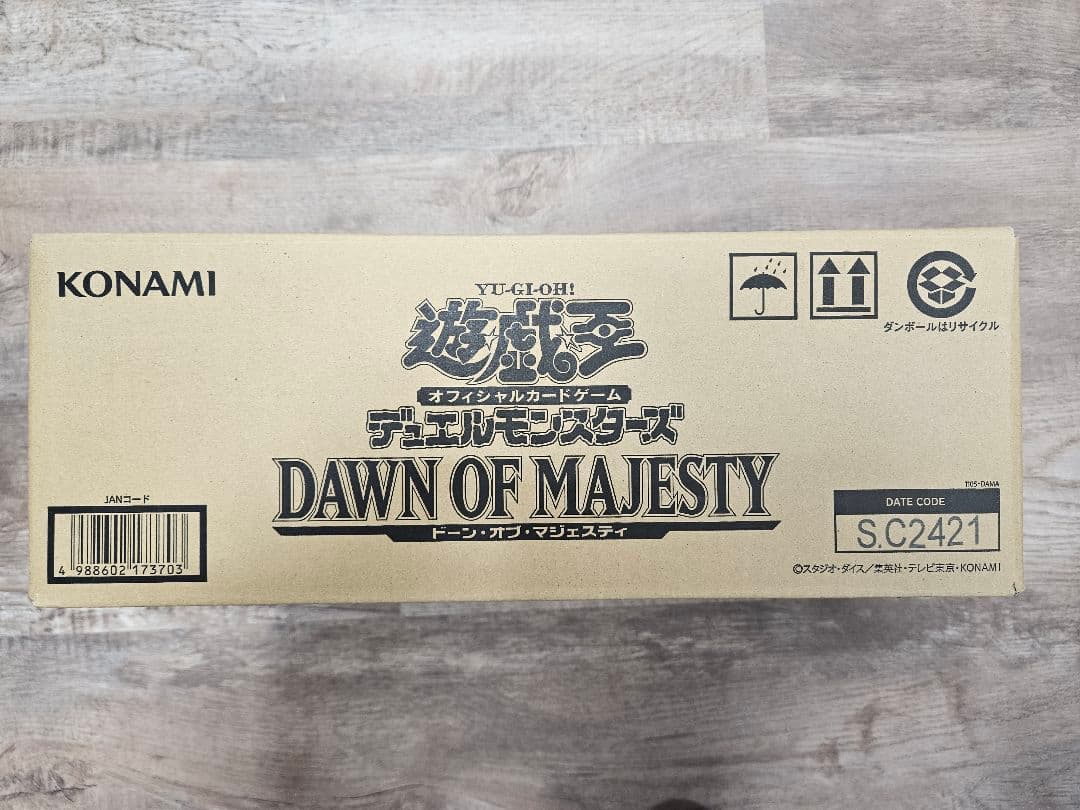 KONAMI
YU-GI-OH!
遊☆戯☆王
オフィシャルカードゲーム
デュエルモンスターズ
DAWN OF MAJESTY
ドーン・オブ・マジェスティ
ダンボールはリサイクル
JANコード
4 988602 173703
1105-DAMA
DATE CODE
S.C2421
©スタジオ・ダイス/集英社・テレビ東京・KONAMI